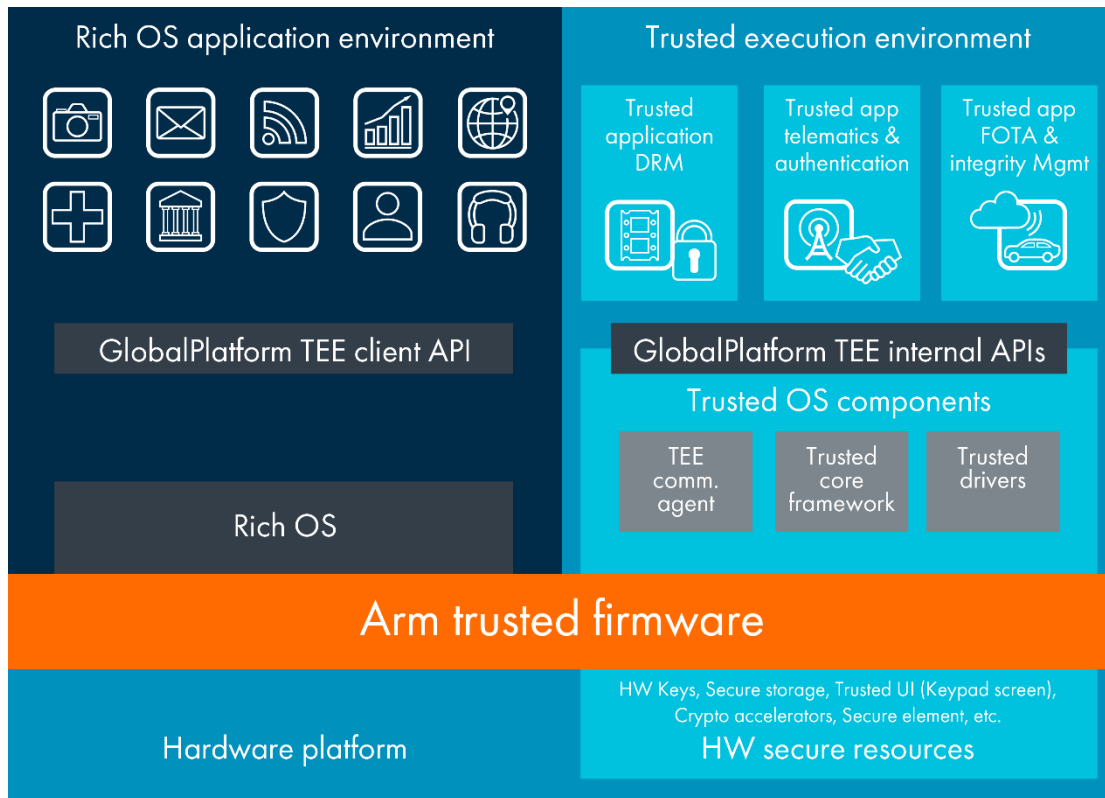 Rich OS application environment
Trusted execution environment
Trusted
application
DRM
Trusted app
telematics &
authentication
Trusted app
FOTA &
integrity Mgmt
GlobalPlatform TEE client API
GlobalPlatform TEE internal APIs
Trusted OS components
TEE
comm.
agent
Trusted
core
framework
Trusted
drivers
Rich OS
Arm trusted firmware
Hardware platform
HW Keys, Secure storage, Trusted UI (Keypad screen),
Crypto accelerators, Secure element, etc.
HW secure resources